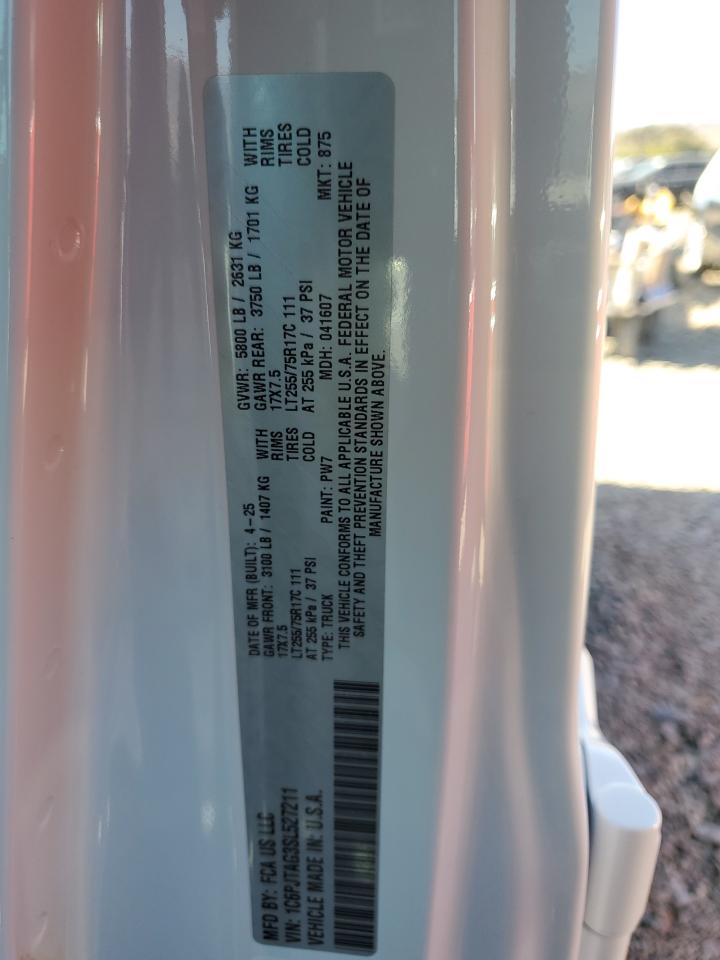 MFD BY: FCA US LLC
VIN: 1C6PJTAG3SL527211
VEHICLE MADE IN: U.S.A.
DATE OF MFR (BUILT): 4-25 GVWR: 5800 LB / 2631 KG
GAWR FRONT: 3100 LB / 1407 KG WITH GAWR REAR: 3750 LB / 1701 KG WITH
17X7.5 RIMS 17X7.5 RIMS
LT255/75R17C 111 TIRES LT255/75R17C 111 TIRES
AT 255 kPa / 37 PSI COLD AT 255 kPa / 37 PSI COLD
TYPE: TRUCK PAINT: PW7 MDH: 041607 MKT: 875
THIS VEHICLE CONFORMS TO ALL APPLICABLE U.S.A. FEDERAL MOTOR VEHICLE
SAFETY AND THEFT PREVENTION STANDARDS IN EFFECT ON THE DATE OF
MANUFACTURE SHOWN ABOVE.